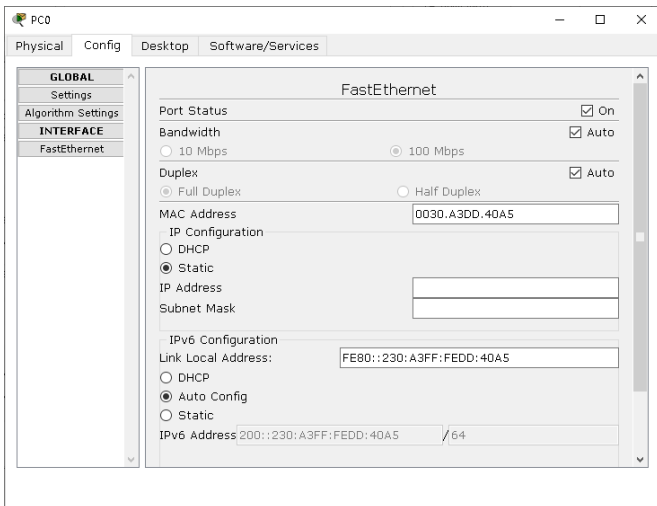 PC0
Physical Config Desktop Software/Services
GLOBAL
Settings
Algorithm Settings
INTERFACE
FastEthernet
FastEthernet
Port Status On
Bandwidth Auto
10 Mbps 100 Mbps
Duplex Auto
Full Duplex Half Duplex
MAC Address 0030.A3DD.40A5
IP Configuration
DHCP
Static
IP Address
Subnet Mask
IPv6 Configuration
Link Local Address: FE80::230:A3FF:FEDD:40A5
DHCP
Auto Config
Static
IPv6 Address 200::230:A3FF:FEDD:40A5 / 64